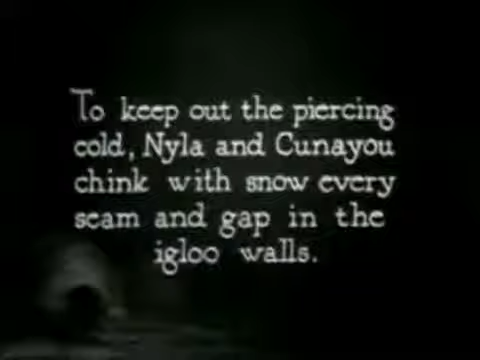 To keep out the piercing
cold, Nyla and Cunayou
chink with snow every
seam and gap in the
igloo walls.